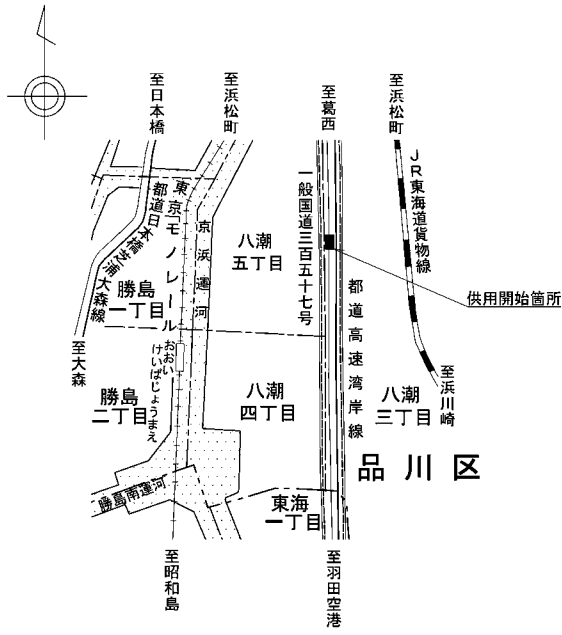 至日本橋
至浜松町
至葛西
至浜松町
JR東海道貨物線
一般国道三百五十七号
東京モノレール
都道日本橋芝浦大森線
京浜運河
八潮
五丁目
供用開始箇所
勝島
一丁目
都道高速湾岸線
至大森
おおい
けいばじょうまえ
勝島
二丁目
八潮
四丁目
八潮
三丁目
至浜川崎
品川区
勝島南運河
東海
一丁目
至昭和島
至羽田空港